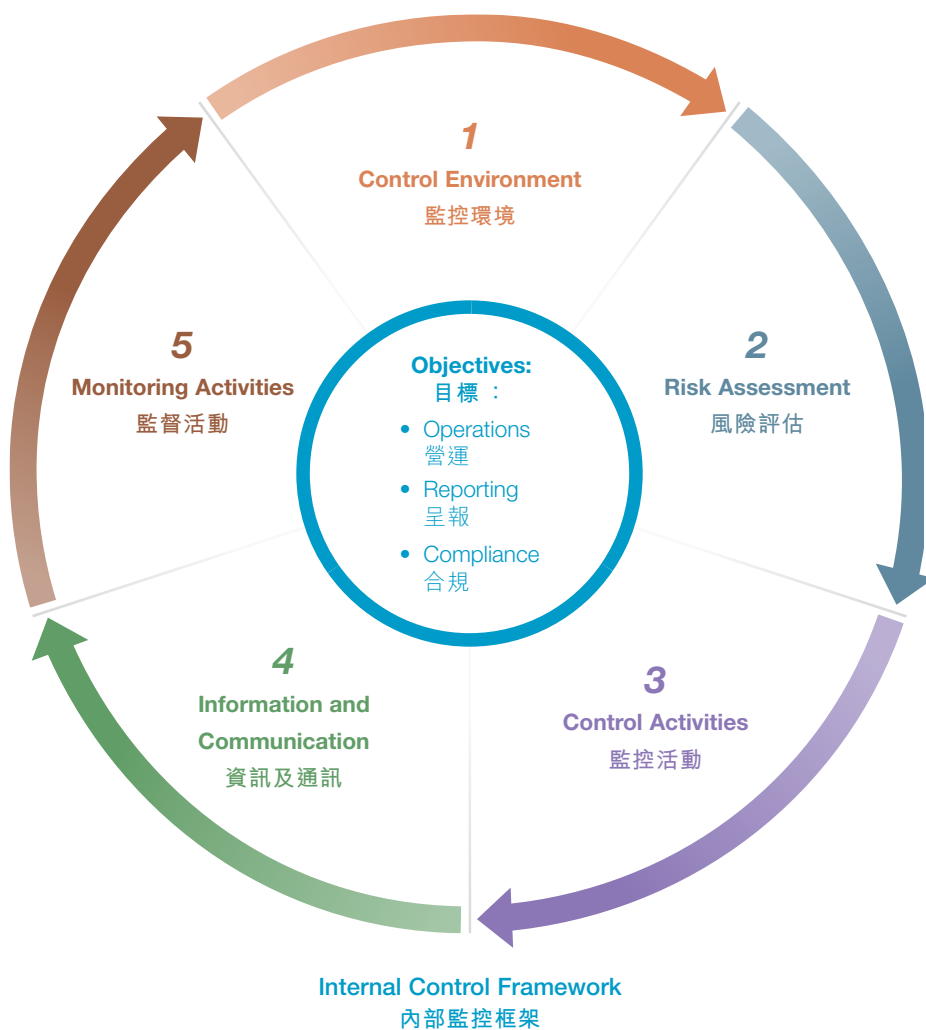 1
Control Environment
監控環境
2
Risk Assessment
風險評估
3
Control Activities
監控活動
4
Information and
Communication
資訊及通訊
5
Monitoring Activities
監督活動
Objectives:
目標：
• Operations
營運
• Reporting
呈報
• Compliance
合規
Internal Control Framework
內部監控框架